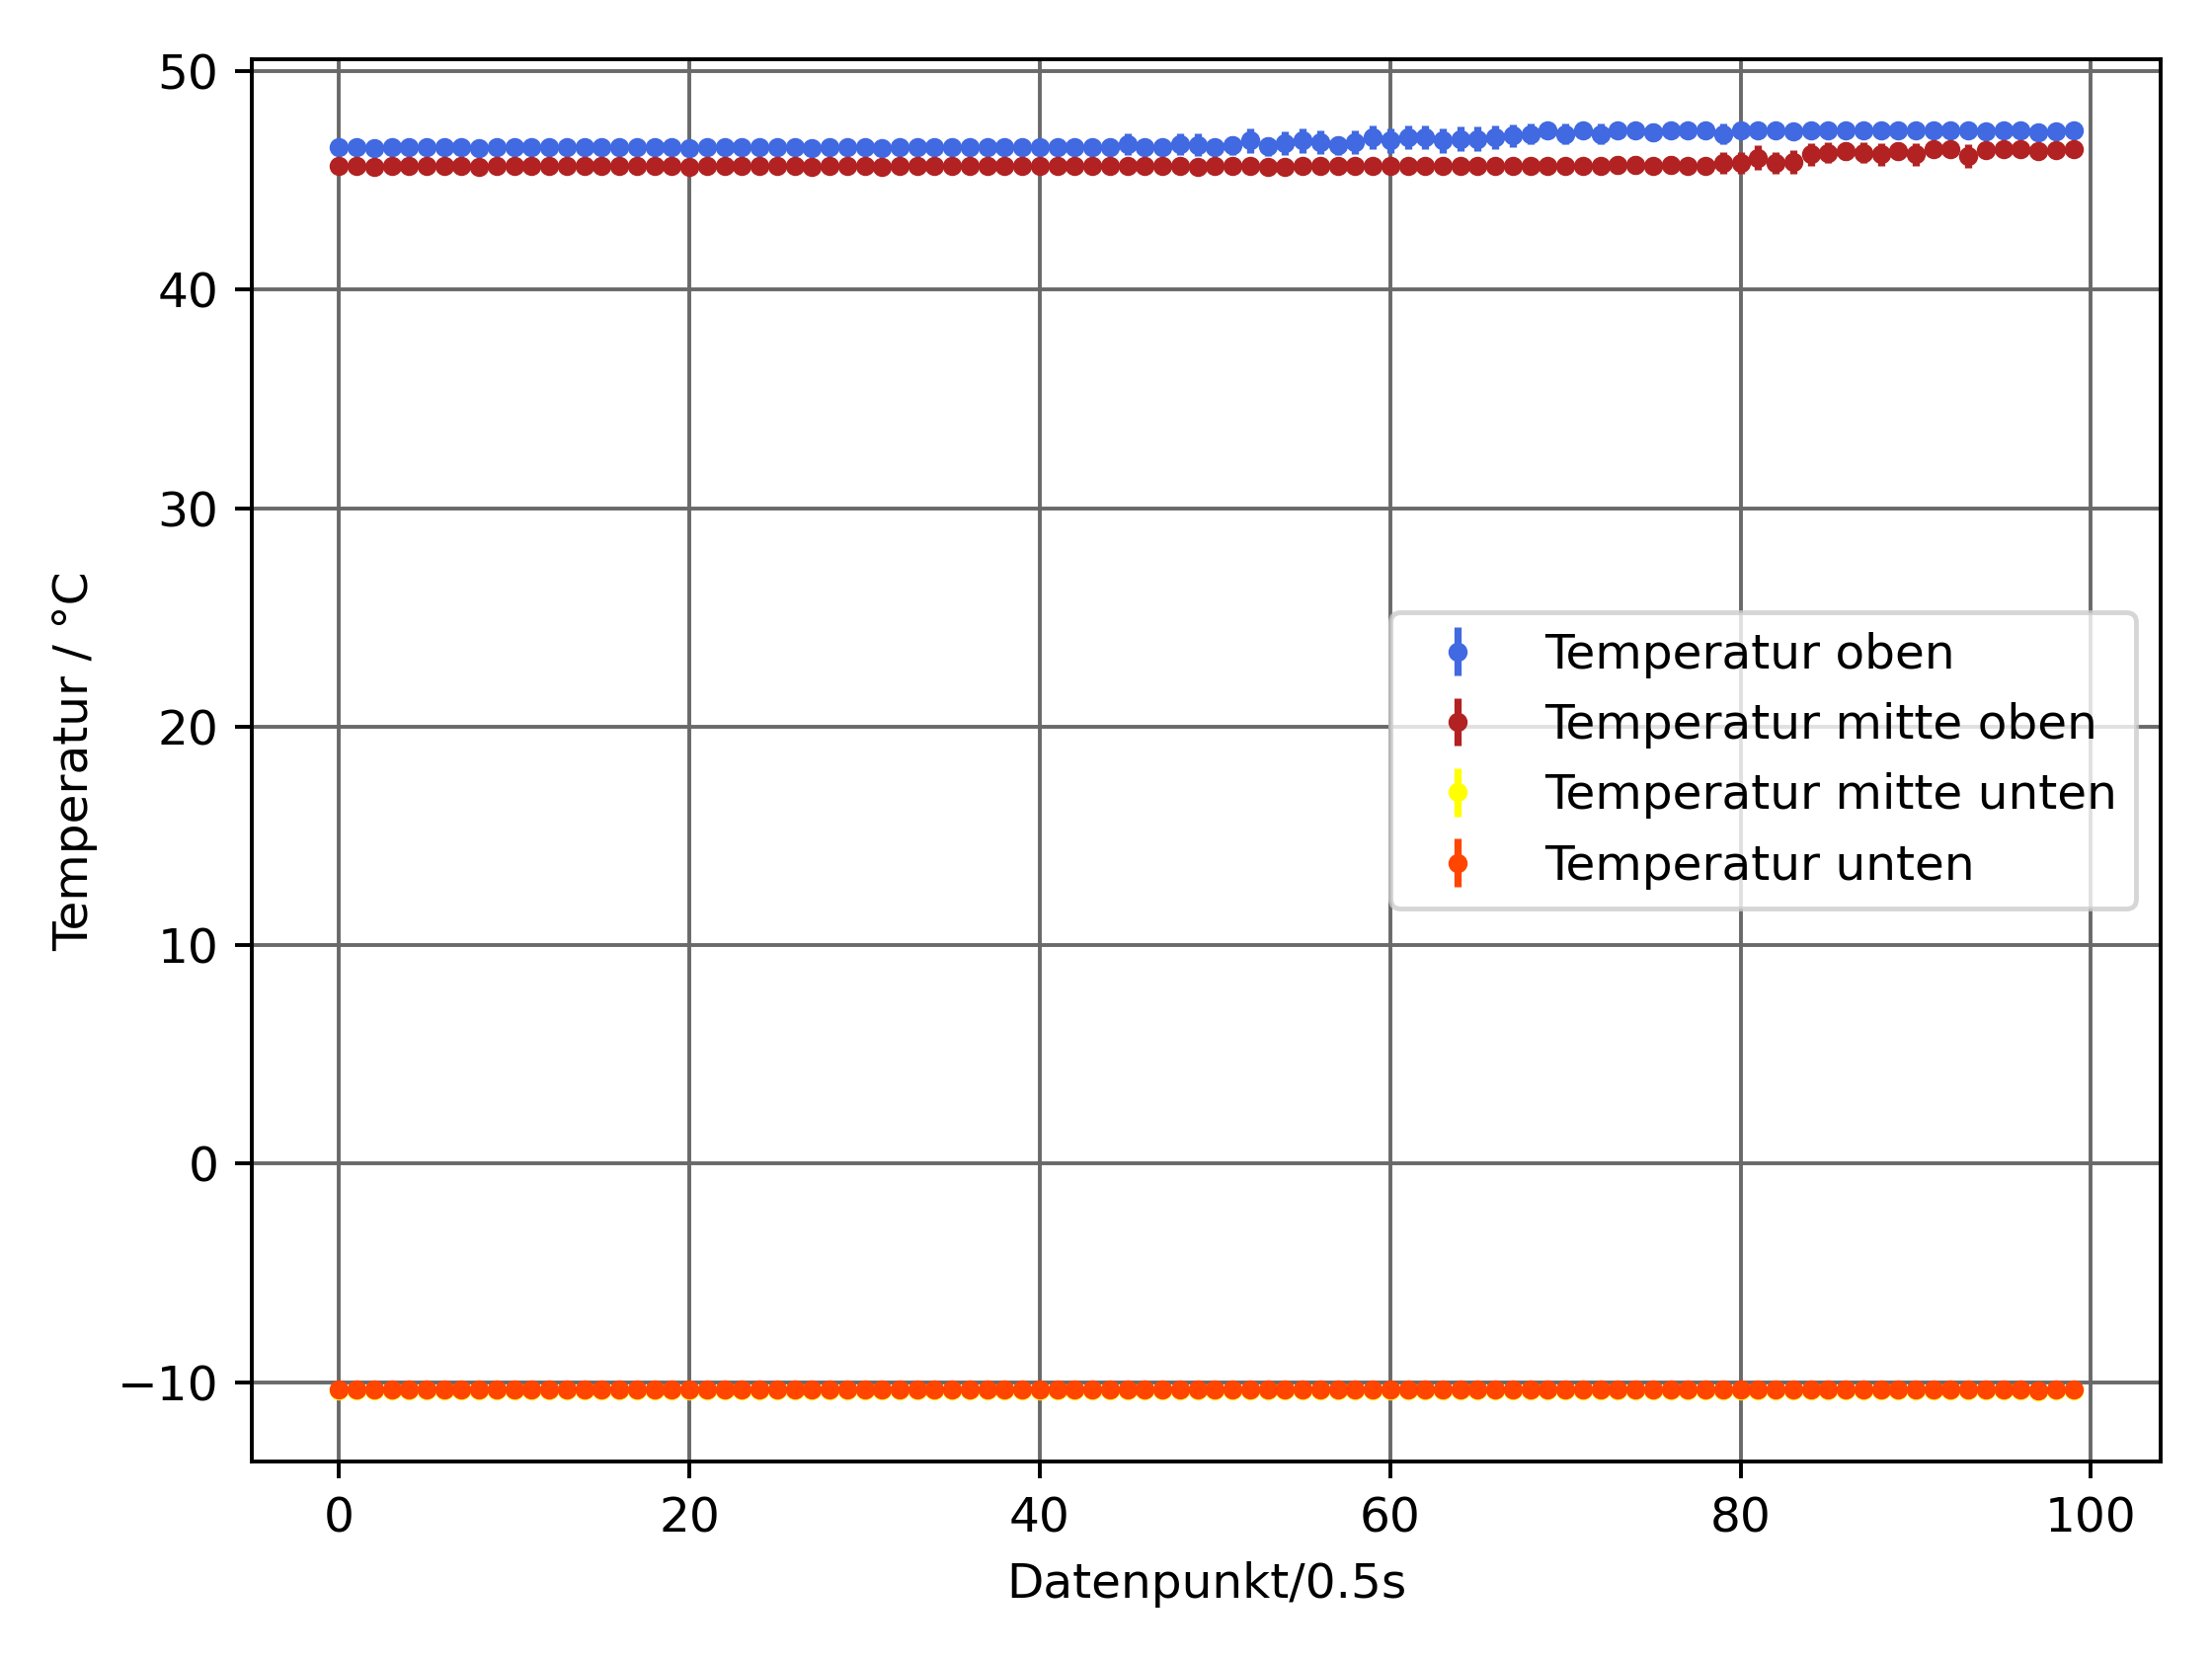 50
40
30
20
10
0
−10
Temperatur / °C
Temperatur oben
Temperatur mitte oben
Temperatur mitte unten
Temperatur unten
0 20 40 60 80 100
Datenpunkt/0.5s